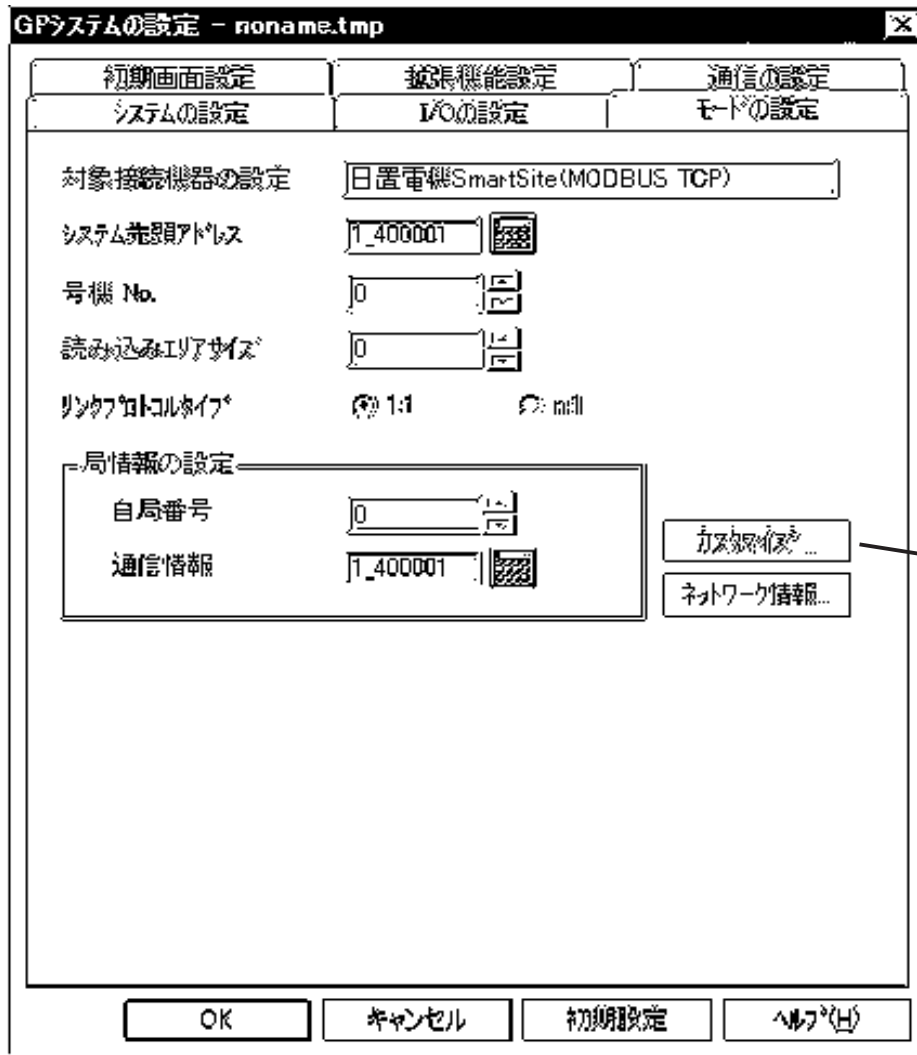 GPシステムの設定 - noname.tmp
初期画面設定 拡張機能設定 通信の設定
システムの設定 I/Oの設定 モードの設定
対象接続機器の設定 日置電機SmartSite(MODBUS TCP)
システム先頭アドレス 1_400001
号機 No. 0
読み込みエリアサイズ 0
リンクプロトコルタイプ 1:1 n:1
局情報の設定
自局番号 0
通信情報 1_400001
カスタマイズ...
ネットワーク情報...
OK キャンセル 初期設定 ヘルプ(H)